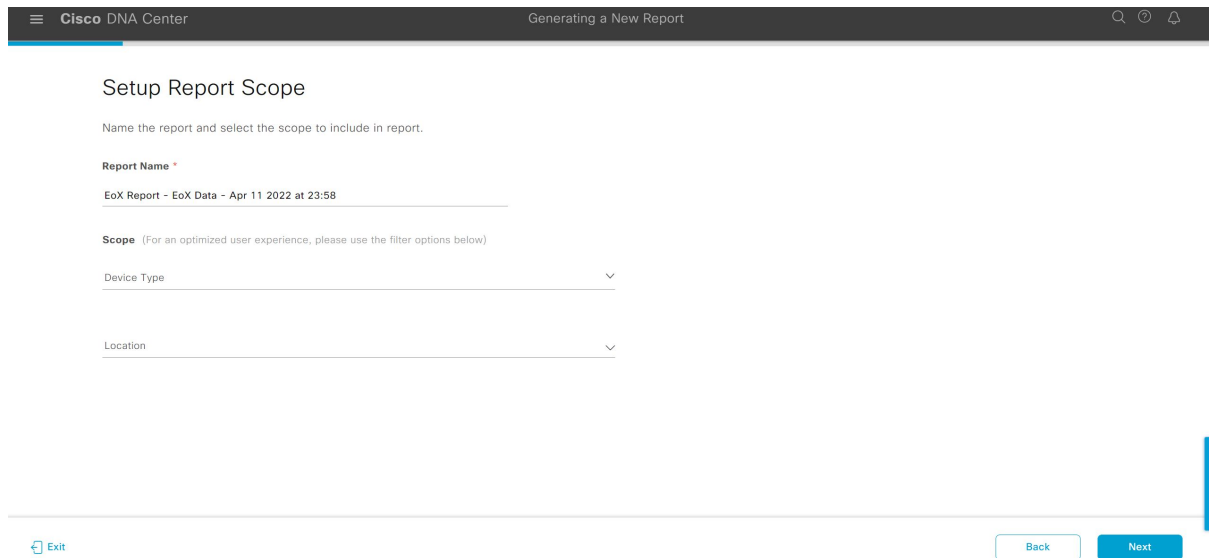 Cisco DNA Center
Generating a New Report
Setup Report Scope
Name the report and select the scope to include in report.
Report Name *
EoX Report - EoX Data - Apr 11 2022 at 23:58
Scope (For an optimized user experience, please use the filter options below)
Device Type
Location
Exit
Back
Next